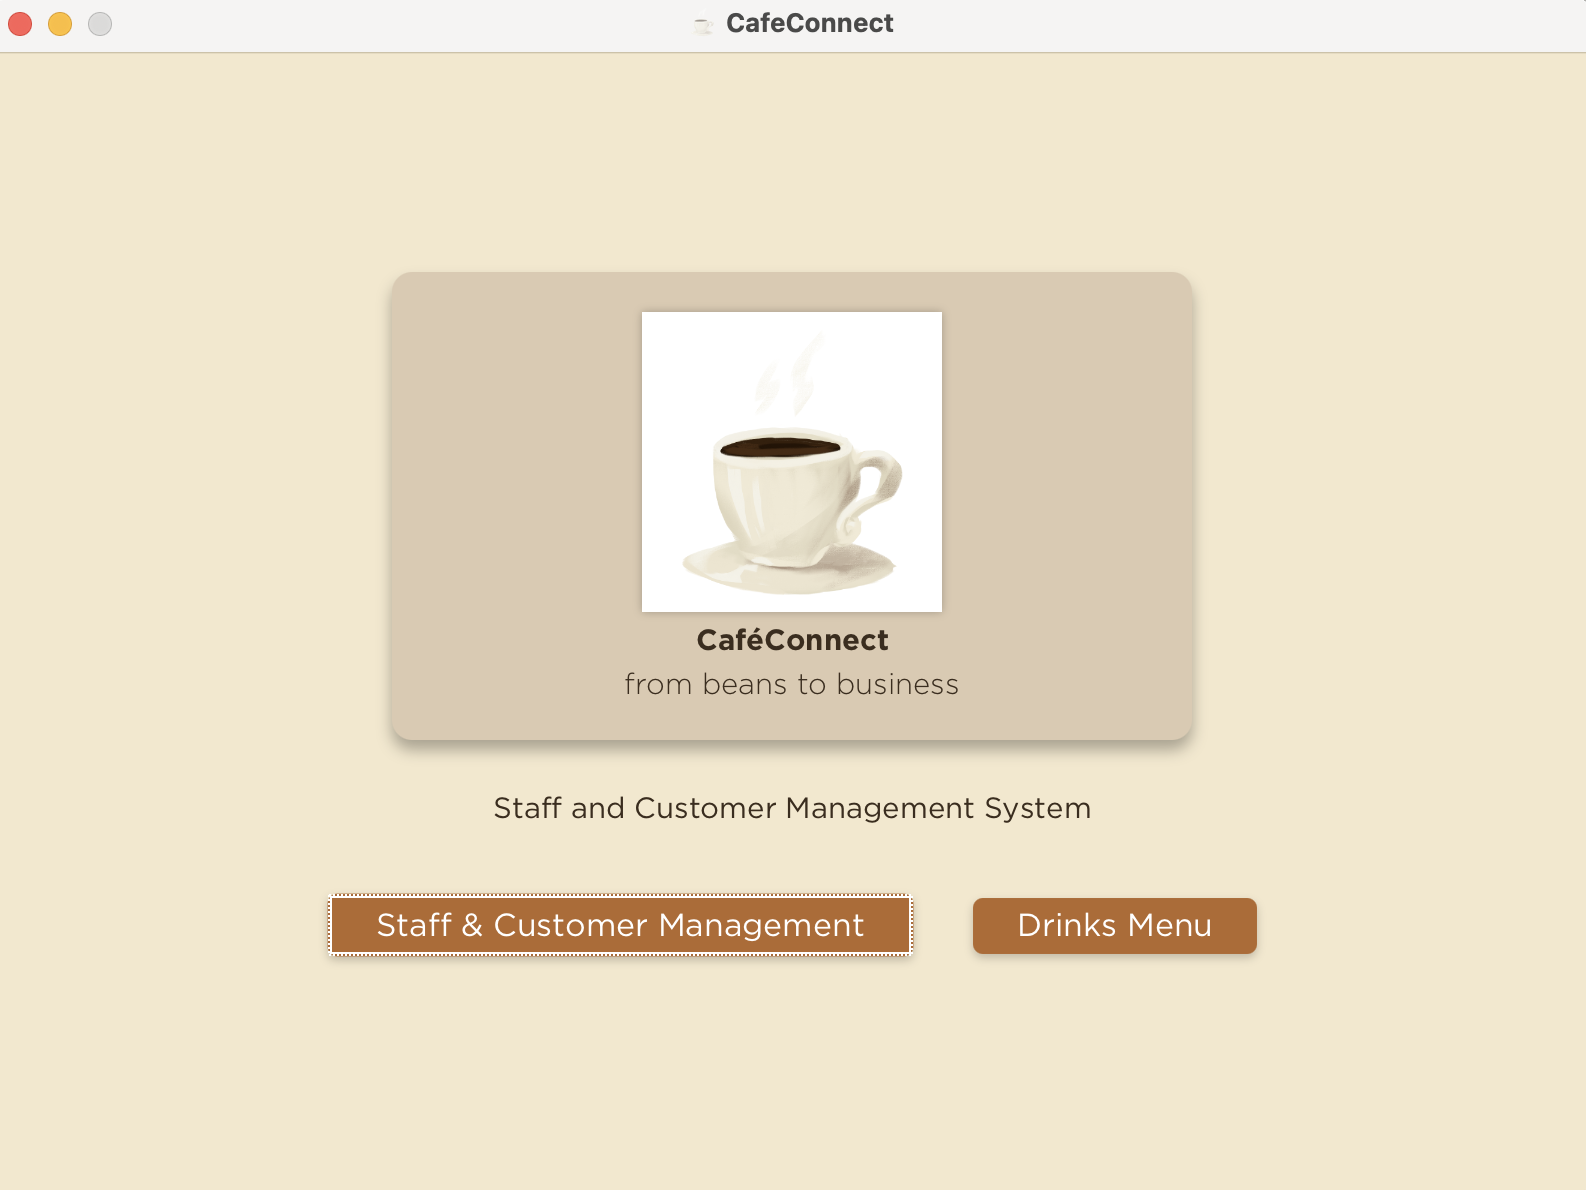 CafeConnect
CaféConnect
from beans to business
Staff and Customer Management System
Staff & Customer Management
Drinks Menu